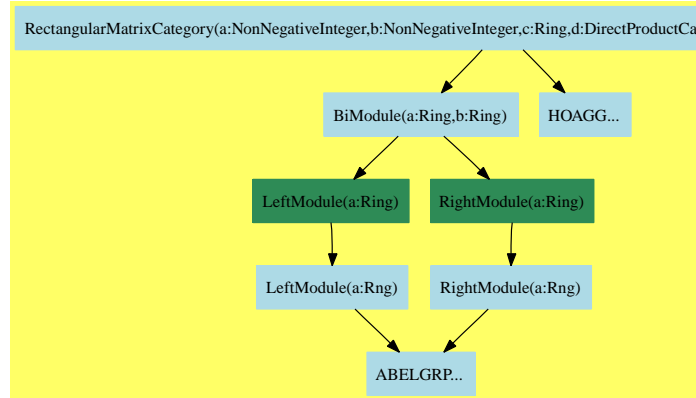 RectangularMatrixCategory(a:NonNegativeInteger,b:NonNegativeInteger,c:Ring,d:DirectProductCa
BiModule(a:Ring,b:Ring)
HOAGG...
LeftModule(a:Ring)
RightModule(a:Ring)
LeftModule(a:Rng)
RightModule(a:Rng)
ABELGRP...